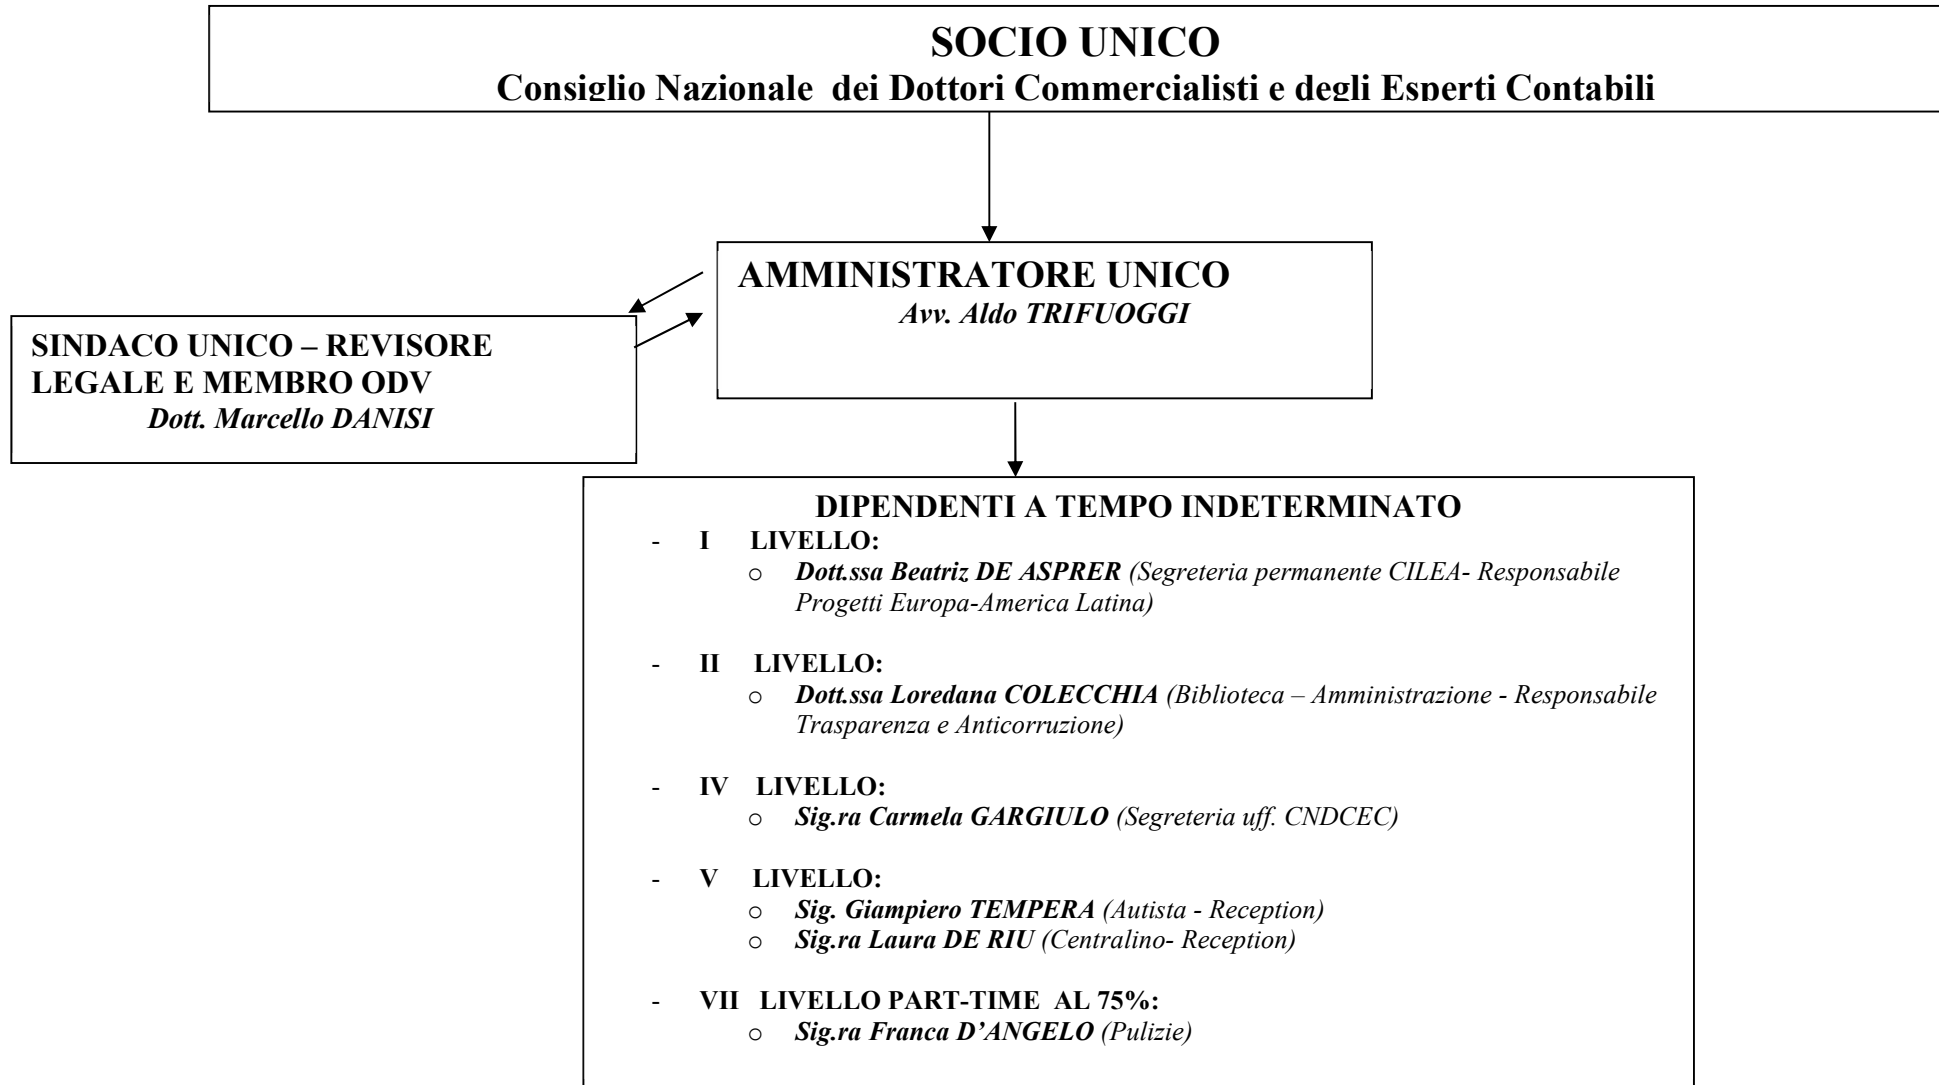 SOCIO UNICO
Consiglio Nazionale dei Dottori Commercialisti e degli Esperti Contabili
AMMINISTRATORE UNICO
Avv. Aldo TRIFUOGGI
SINDACO UNICO – REVISORE
LEGALE E MEMBRO ODV
Dott. Marcello DANISI
DIPENDENTI A TEMPO INDETERMINATO
- I LIVELLO:
o Dott.ssa Beatriz DE ASPRER (Segreteria permanente CILEA- Responsabile
Progetti Europa-America Latina)
- II LIVELLO:
o Dott.ssa Loredana COLECCHIA (Biblioteca – Amministrazione - Responsabile
Trasparenza e Anticorruzione)
- IV LIVELLO:
o Sig.ra Carmela GARGIULO (Segreteria uff. CNDCEC)
- V LIVELLO:
o Sig. Giampiero TEMPERA (Autista - Reception)
o Sig.ra Laura DE RIU (Centralino- Reception)
- VII LIVELLO PART-TIME AL 75%:
o Sig.ra Franca D’ANGELO (Pulizie)